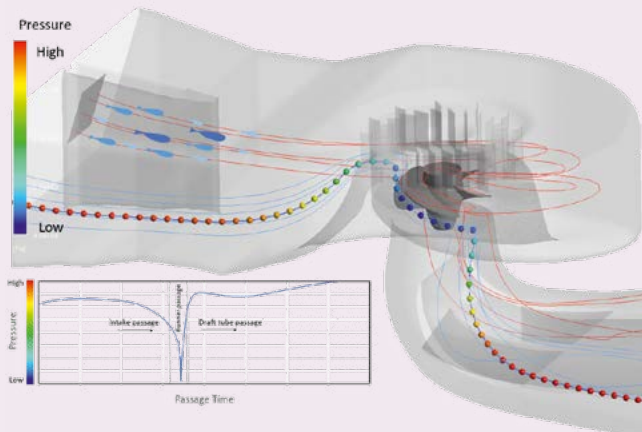 Pressure
High
Low
High
Pressure
Low
Intake passage
Runner passage
Draft tube passage
Passage Time